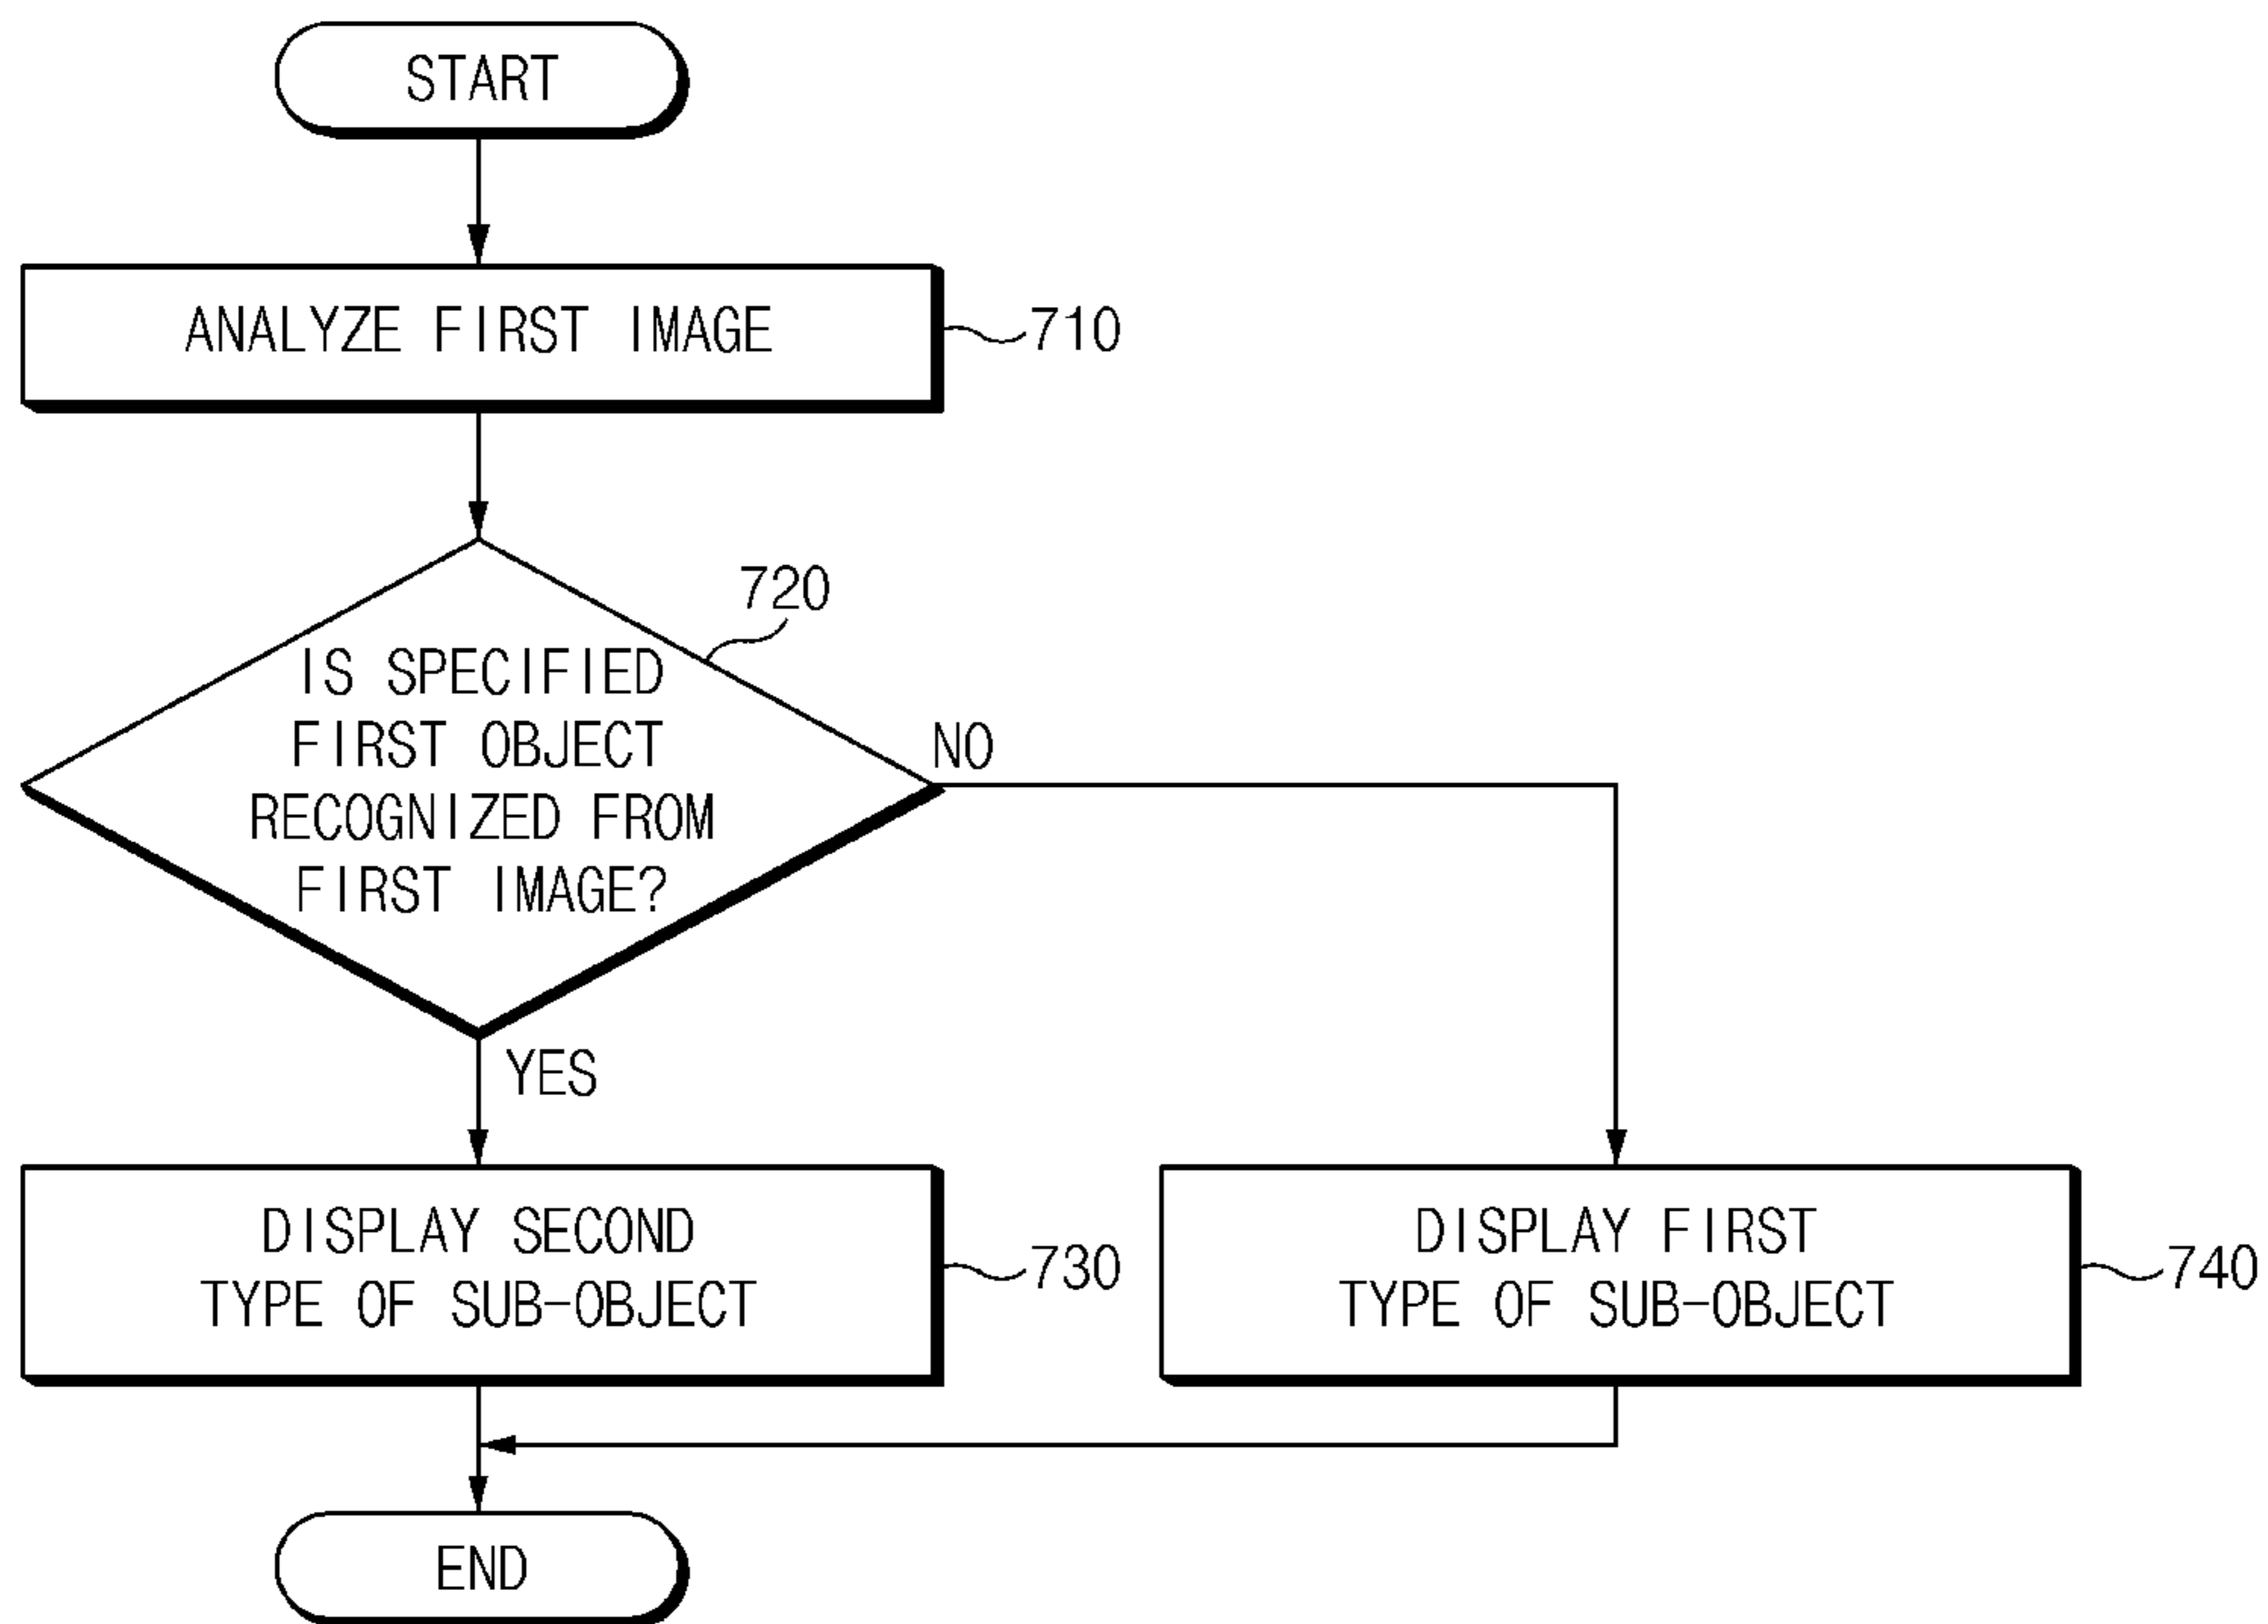 START
ANALYZE FIRST IMAGE
710
720
IS SPECIFIED
FIRST OBJECT
RECOGNIZED FROM
FIRST IMAGE?
NO
YES
DISPLAY SECOND
TYPE OF SUB-OBJECT
730
DISPLAY FIRST
TYPE OF SUB-OBJECT
740
END